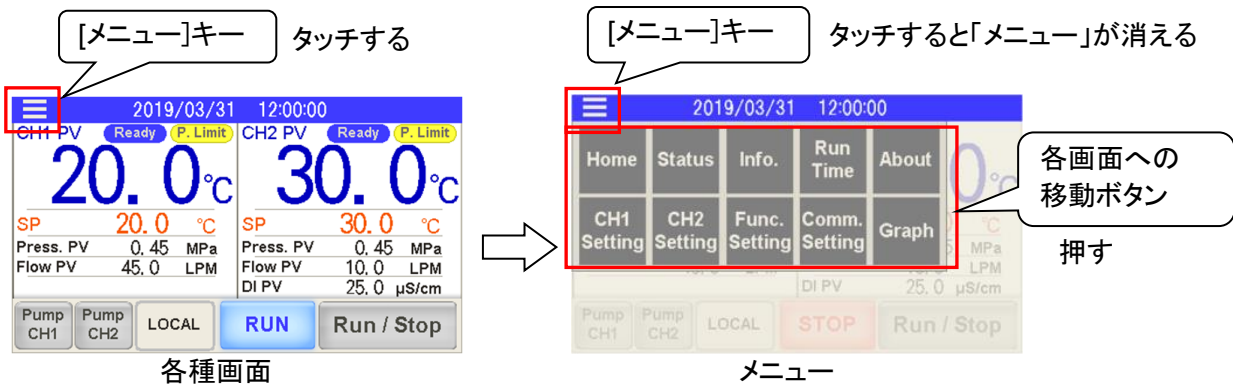 [メニュー]キー
タッチする
2019/03/31 12:00:00
CH1 PV Ready P. Limit
20.0 ℃
SP 20.0 ℃
Press. PV 0.45 MPa
Flow PV 45.0 LPM
CH2 PV Ready P. Limit
30.0 ℃
SP 30.0 ℃
Press. PV 0.45 MPa
Flow PV 10.0 LPM
DI PV 25.0 μS/cm
Pump CH1
Pump CH2
LOCAL
RUN
Run / Stop
各種画面
[メニュー]キー
タッチすると「メニュー」が消える
2019/03/31 12:00:00
Home
Status
Info.
Run
Time
About
CH1
Setting
CH2
Setting
Func.
Setting
Comm.
Setting
Graph
0℃
℃
5 MPa
LPM
DI PV 25.0 μS/cm
Pump CH1
Pump CH2
LOCAL
STOP
Run / Stop
メニュー
各画面への
移動ボタン
押す